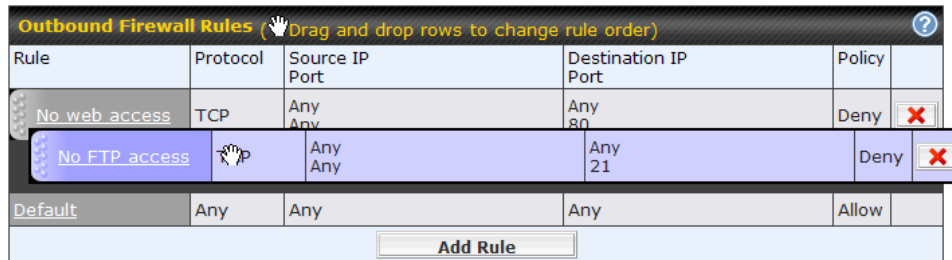 Outbound Firewall Rules (Drag and drop rows to change rule order)
Rule Protocol Source IP Port Destination IP Port Policy
No web access TCP Any Any Any 80 Deny
No FTP access Any Any Any 21 Deny
Default Any Any Any Allow
Add Rule